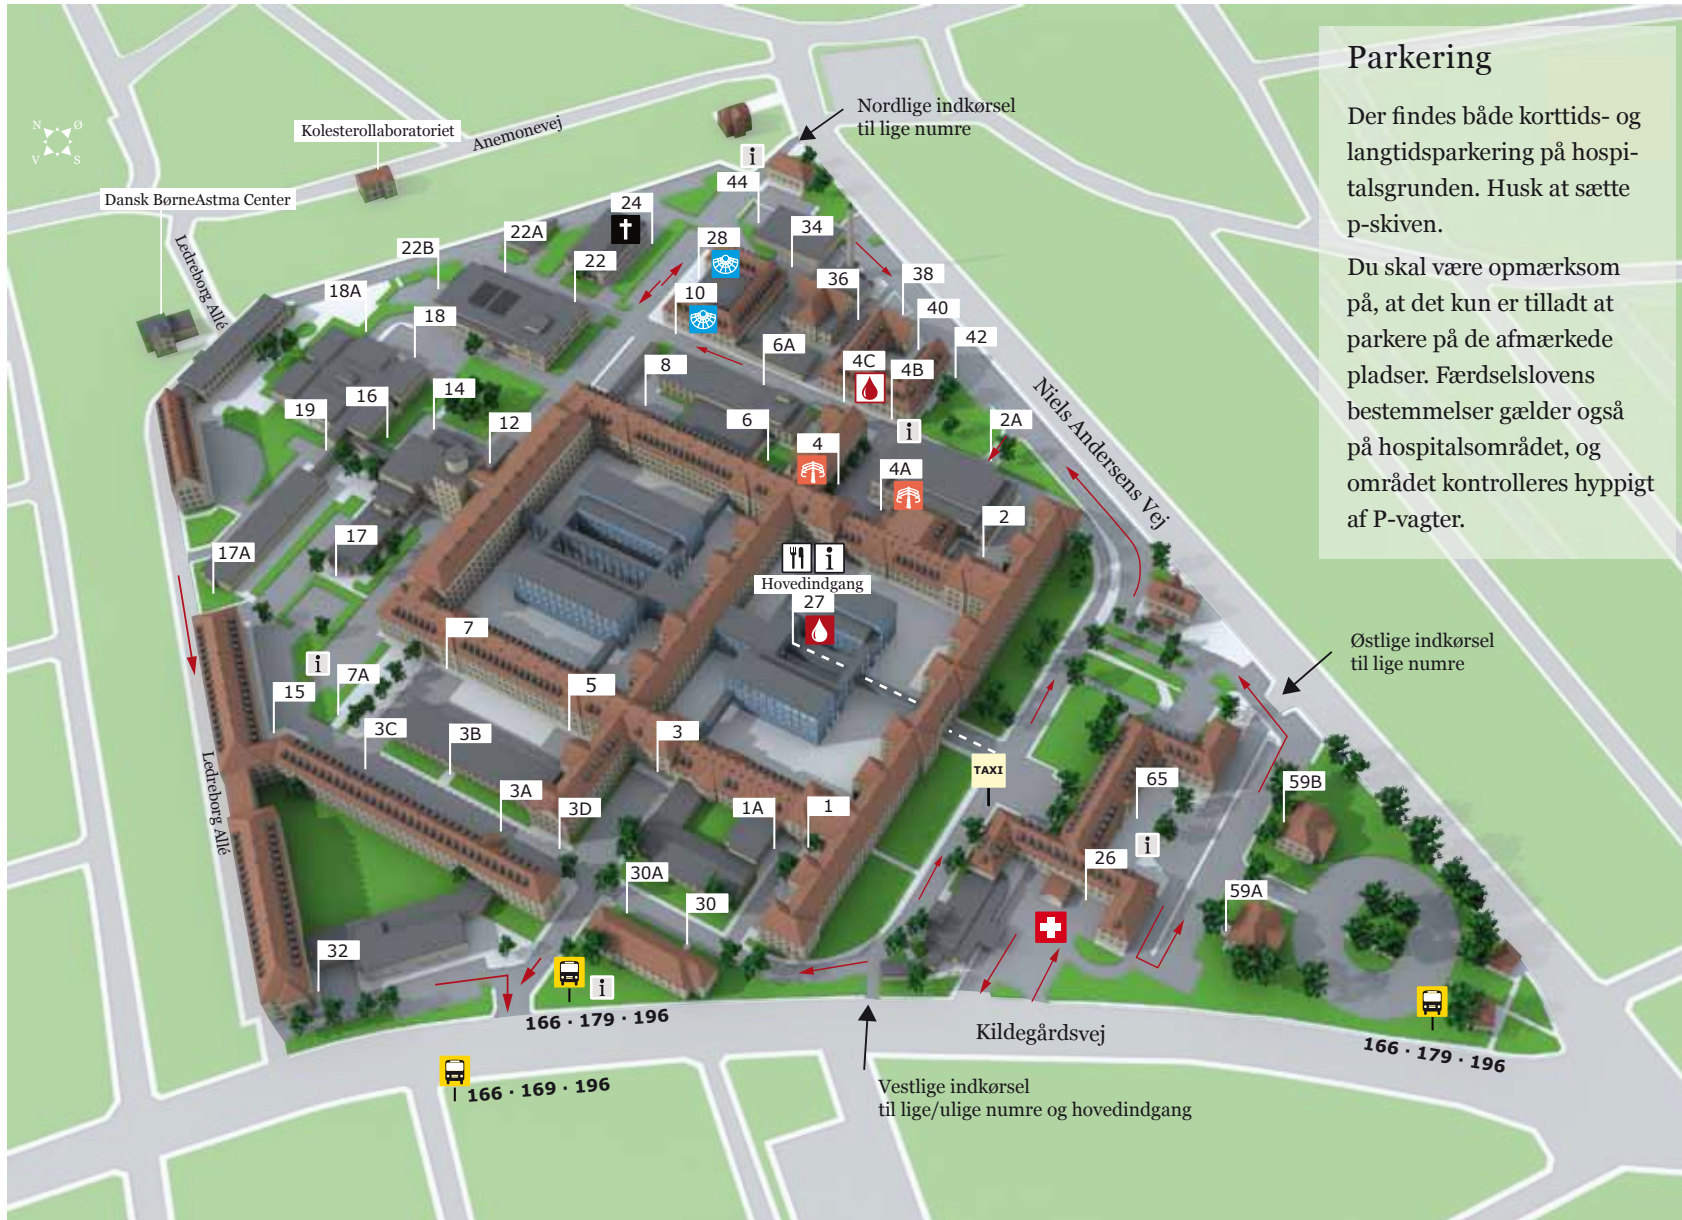 Parkering
Der findes både korttids- og
langtidsparkering på hospi-
talsgrunden. Husk at sætte
p-skiven.
Du skal være opmærksom
på, at det kun er tilladt at
parkere på de afmærkede
pladser. Færdselslovens
bestemmelser gælder også
på hospitalsområdet, og
området kontrolleres hyppigt
af P-vagter.
Nordlige indkørsel
til lige numre
N
Ø
V
S
Kolesterollaboratoriet
Anemonevej
Dansk BørneAstma Center
Ledreborg Allé
i
44
24
22A
22B
22
28
34
18A
10
36
38
18
40
6A
42
8
4C
4B
19
16
14
12
6
4
i
2A
4A
Niels Andersens Vej
2
17A
17
i
Hovedindgang
27
7
i
7A
15
5
3C
3B
3
Østlige indkørsel
til lige numre
Ledreborg Allé
TAXI
65
59B
3A
3D
1A
1
i
26
30A
30
59A
32
i
166 · 179 · 196
Kildegårdsvej
166 · 179 · 196
166 · 169 · 196
Vestlige indkørsel
til lige/ulige numre og hovedindgang